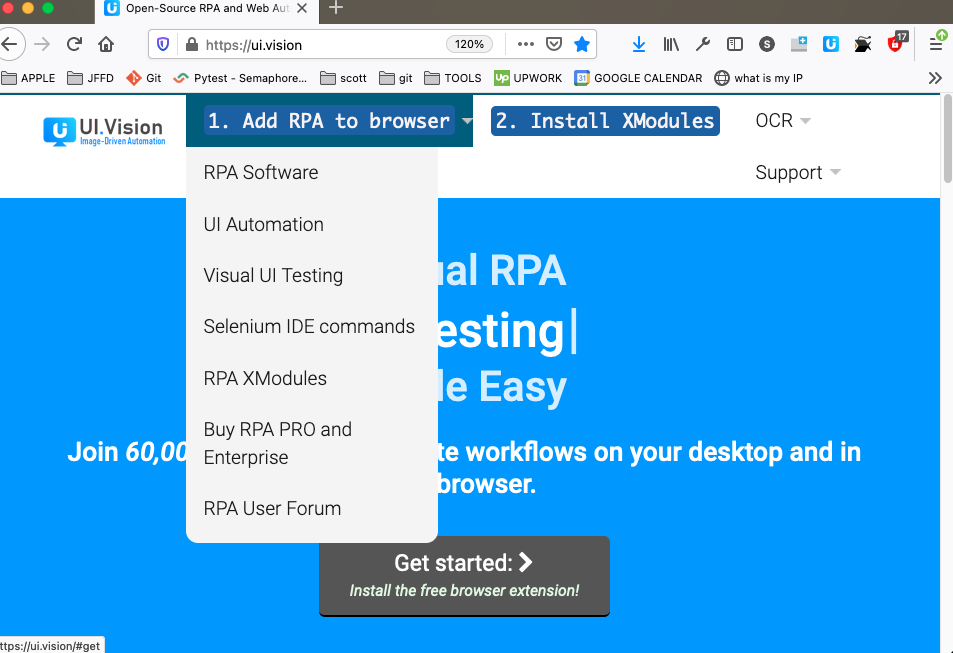 Open-Source RPA and Web Aut
https://ui.vision
120%
S
17
APPLE
JFFD
Git
Pytest - Semaphore...
scott
git
TOOLS
Up UPWORK
31 GOOGLE CALENDAR
what is my IP
UI.Vision
Image-Driven Automation
1. Add RPA to browser
2. Install XModules
OCR
Support
RPA Software
UI Automation
Visual UI Testing
Selenium IDE commands
RPA XModules
Buy RPA PRO and
Enterprise
RPA User Forum
ual RPA
esting|
le Easy
Join 60,00
te workflows on your desktop and in
browser.
Get started:
Install the free browser extension!
ttps://ui.vision/#get